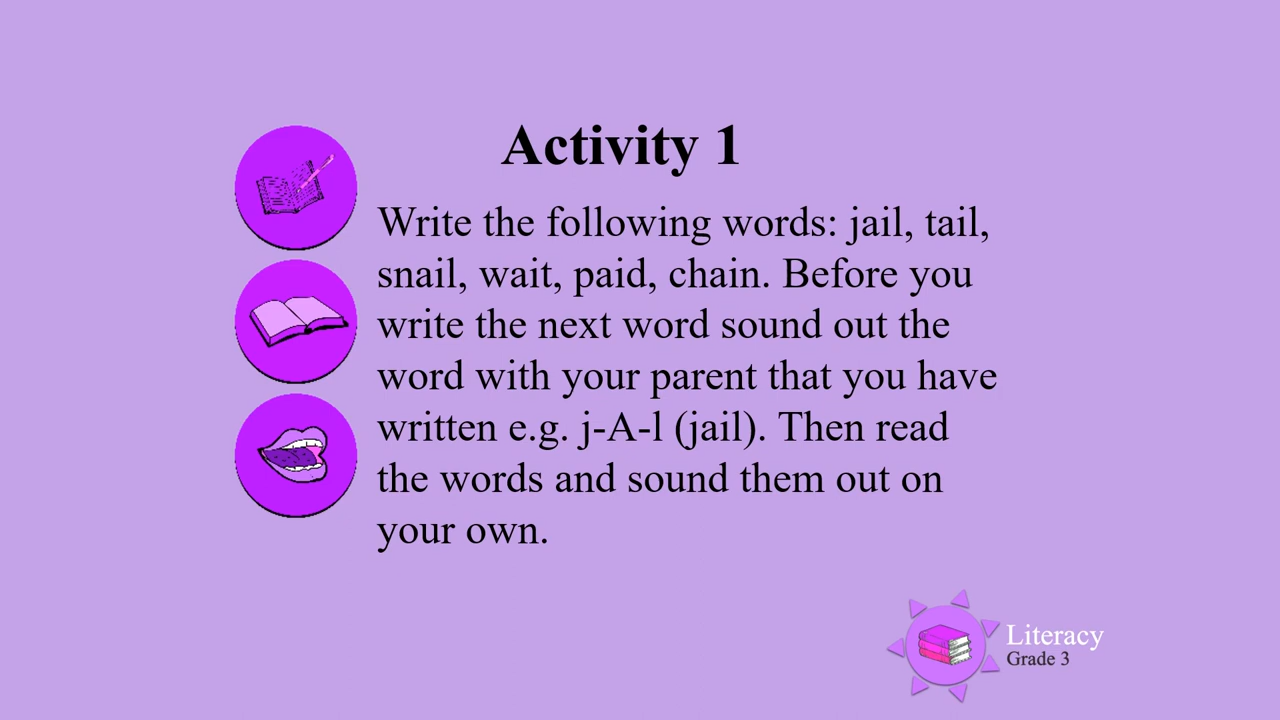 Activity 1
Write the following words: jail, tail,
snail, wait, paid, chain. Before you
write the next word sound out the
word with your parent that you have
written e.g. j-A-l (jail). Then read
the words and sound them out on
your own.
Literacy
Grade 3